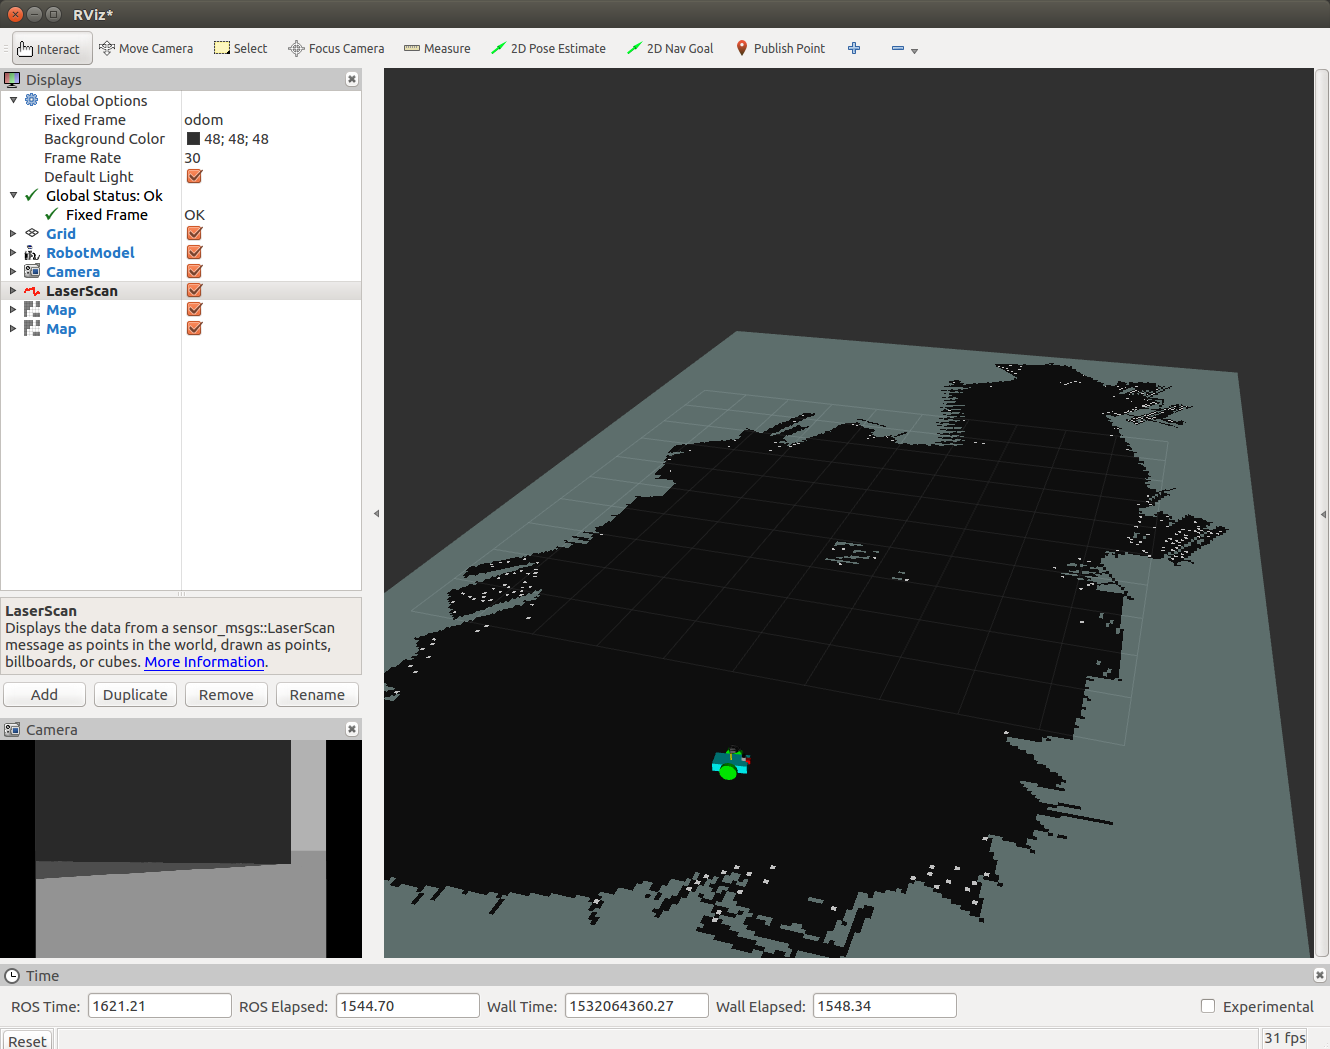 RViz*
Interact Move Camera Select Focus Camera Measure 2D Pose Estimate 2D Nav Goal Publish Point
Displays
Global Options
Fixed Frame odom
Background Color 48; 48; 48
Frame Rate 30
Default Light
Global Status: Ok
Fixed Frame OK
Grid
RobotModel
Camera
LaserScan
Map
Map
LaserScan
Displays the data from a sensor_msgs::LaserScan
message as points in the world, drawn as points,
billboards, or cubes. More Information.
Add Duplicate Remove Rename
Camera
Time
ROS Time: 1621.21 ROS Elapsed: 1544.70 Wall Time: 1532064360.27 Wall Elapsed: 1548.34 Experimental
Reset 31 fps